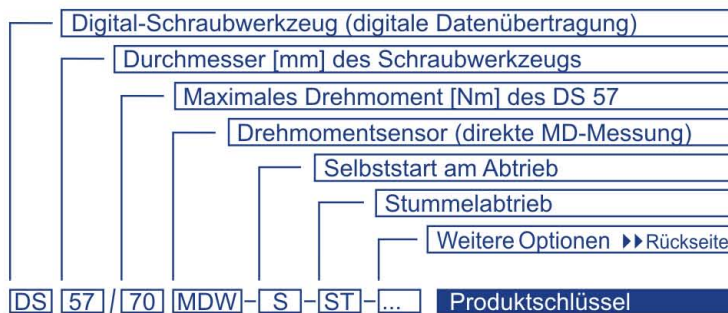 Digital-Schraubwerkzeug (digitale Datenübertragung)
Durchmesser [mm] des Schraubwerkzeugs
Maximales Drehmoment [Nm] des DS 57
Drehmomentsensor (direkte MD-Messung)
Selbststart am Abtrieb
Stummelabtrieb
Weitere Optionen ▶▶Rückseite
DS 57 / 70 MDW - S - ST - ... Produktschlüssel